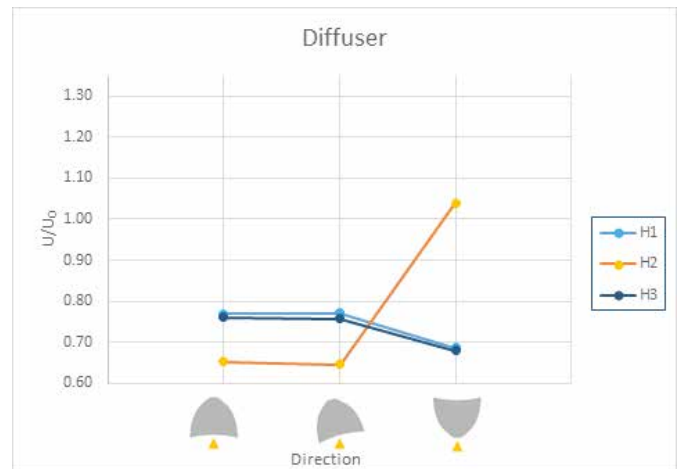 Diffuser
1.30
1.20
1.10
1.00
0.90
0.80
0.70
0.60
U/U₀
H1
H2
H3
Direction